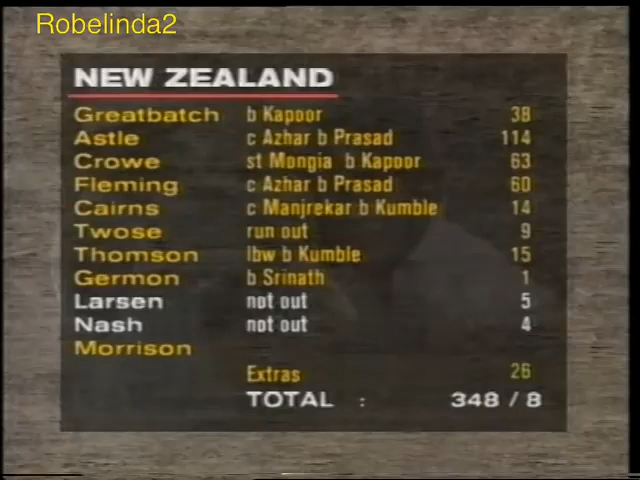 Robelinda2
NEW ZEALAND
Greatbatch b Kapoor 38
Astle c Azhar b Prasad 114
Crowe st Mongia b Kapoor 63
Fleming c Azhar b Prasad 60
Cairns c Manjrekar b Kumble 14
Twose run out 9
Thomson lbw b Kumble 15
Germon b Srinath 1
Larsen not out 5
Nash not out 4
Morrison
Extras 26
TOTAL : 348 / 8